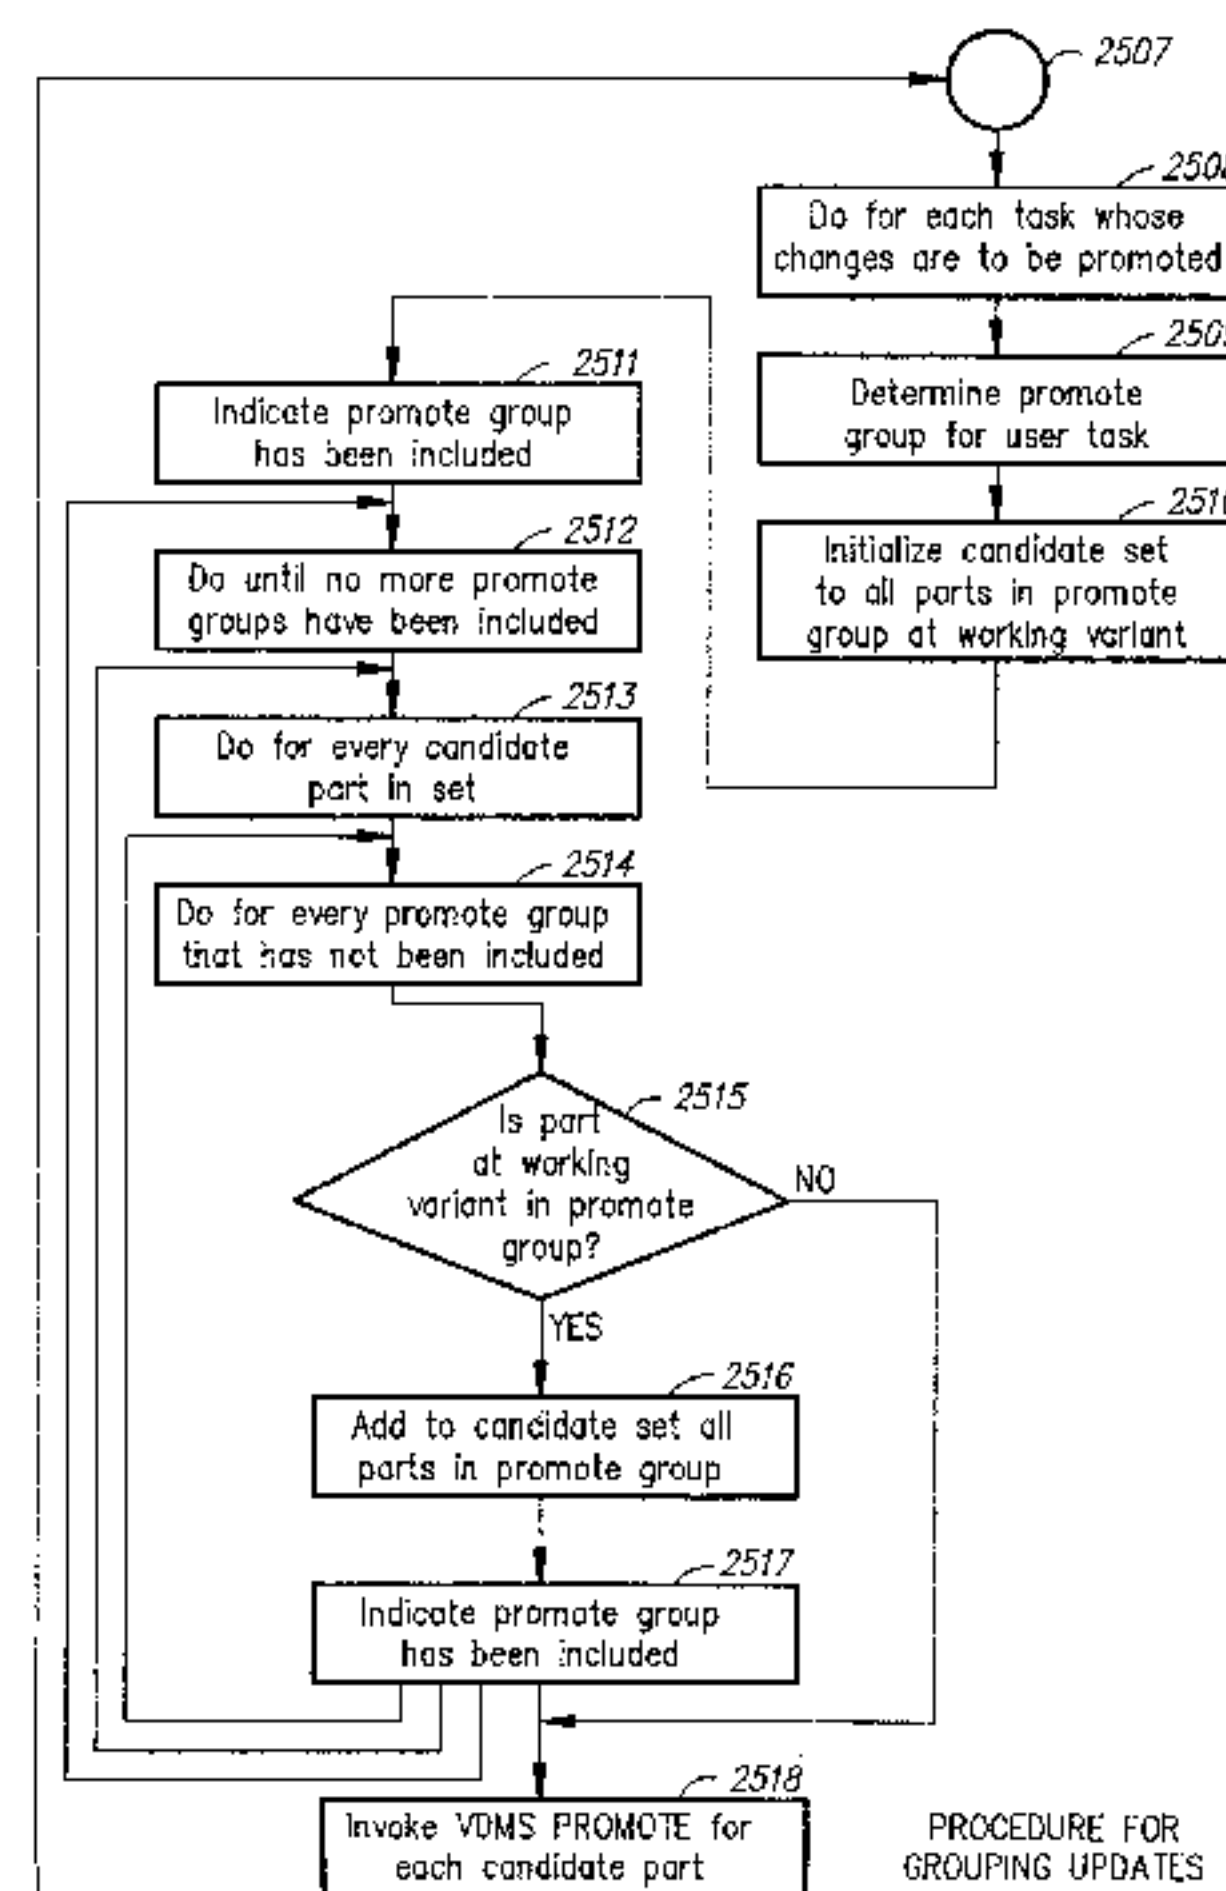 2507
2508
Do for each task whose
changes are to be promoted
2509
Determine promote
group for user task
2510
Initialize candidate set
to all parts in promote
group at working variant
2511
Indicate promote group
has been included
2512
Do until no more promote
groups have been included
2513
Do for every candidate
part in set
2514
Do for every promote group
that has not been included
2515
Is part
at working
variant in promote
group?
NO
YES
2516
Add to candidate set all
parts in promote group
2517
Indicate promote group
has been included
2518
Invoke VDMS PROMOTE for
each candidate part
PROCEDURE FOR
GROUPING UPDATES